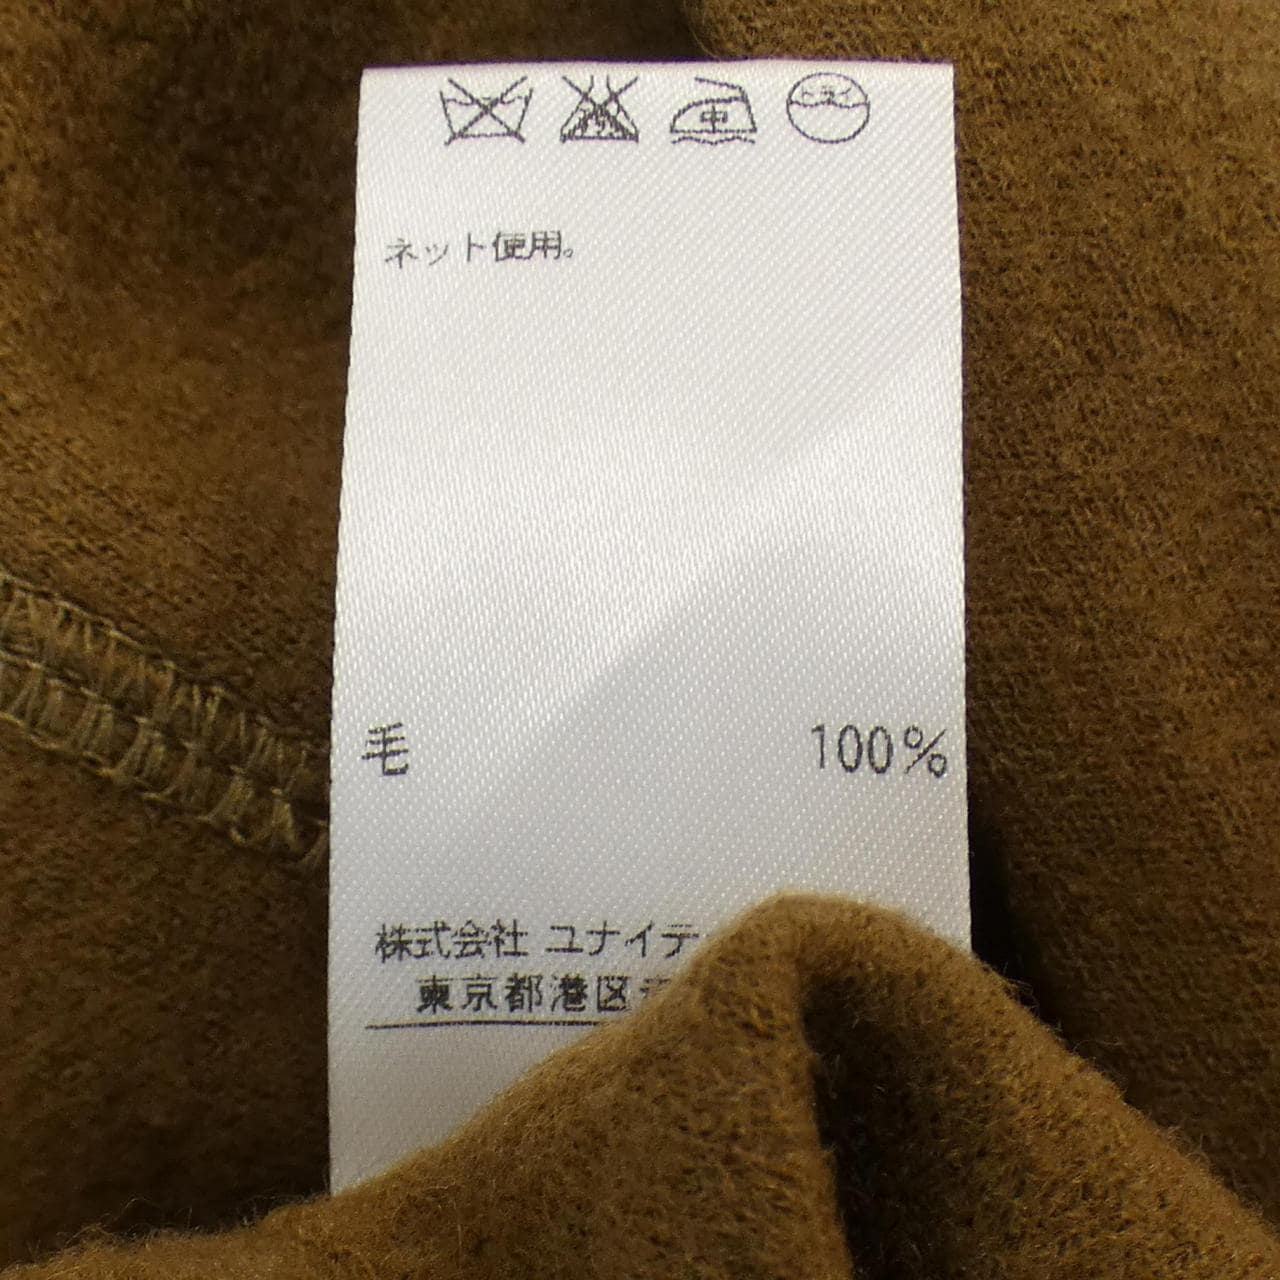 中 ドライ
ネット使用。
毛 100%
株式会社 ユナイテ
東京都港区